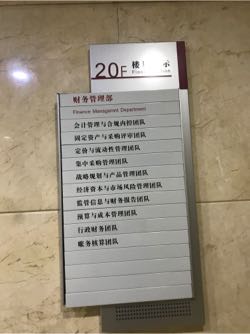 20F 楼 示
财务管理部
Finance Management Department
会计管理与合规内控团队
固定资产与采购评审团队
定价与流动性管理团队
集中采购管理团队
战略规划与产品管理团队
经济资本与市场风险管理团队
监管信息与财务报告团队
预算与成本管理团队
行政财务团队
账务核算团队